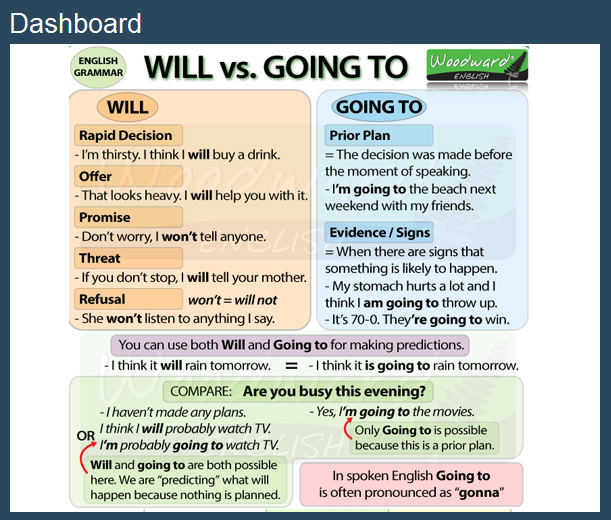 Dashboard
ENGLISH
GRAMMAR
WILL vs. GOING TO
Woodward®
ENGLISH
WILL
Rapid Decision
- I'm thirsty. I think I will buy a drink.
Offer
- That looks heavy. I will help you with it.
Promise
- Don't worry, I won't tell anyone.
Threat
- If you don't stop, I will tell your mother.
Refusal won't = will not
- She won't listen to anything I say.
GOING TO
Prior Plan
= The decision was made before
the moment of speaking.
- I'm going to the beach next
weekend with my friends.
Evidence / Signs
= When there are signs that
something is likely to happen.
- My stomach hurts a lot and I
think I am going to throw up.
- It's 70-0. They're going to win.
You can use both Will and Going to for making predictions.
- I think it will rain tomorrow. = - I think it is going to rain tomorrow.
COMPARE: Are you busy this evening?
- I haven't made any plans.
I think I will probably watch TV.
OR
I'm probably going to watch TV.
Will and going to are both possible
here. We are "predicting" what will
happen because nothing is planned.
- Yes, I'm going to the movies.
Only Going to is possible
because this is a prior plan.
In spoken English Going to
is often pronounced as "gonna"